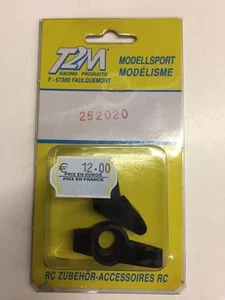 T2M
RACING PRODUCTS
F - 57380 FAULQUEMONT
MODELLSPORT
MODÉLISME
252020
€ 12.00
PRIX EN EUROS
PRIX EN FRANCS
RC ZUBEHÖR-ACCESSOIRES RC